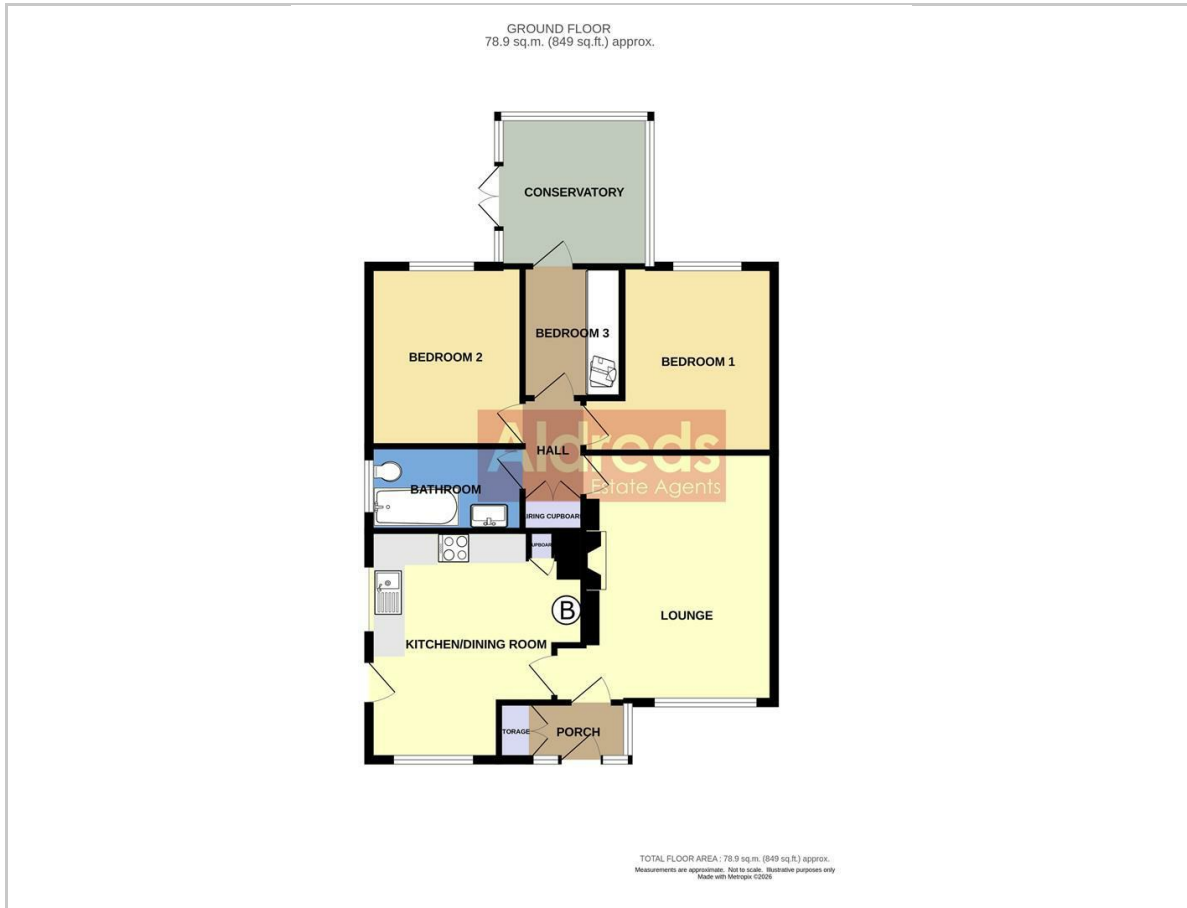 GROUND FLOOR
78.9 sq.m. (849 sq.ft.) approx.
CONSERVATORY
BEDROOM 3
BEDROOM 2
BEDROOM 1
Aldreds
HALL
Estate Agents
BATHROOM
IRING CUPBOAR
UPBOAR
B
LOUNGE
KITCHEN/DINING ROOM
TORAGE
PORCH
TOTAL FLOOR AREA : 78.9 sq.m. (849 sq.ft.) approx.
Measurements are approximate. Not to scale. Illustrative purposes only
Made with Metropix ©2026